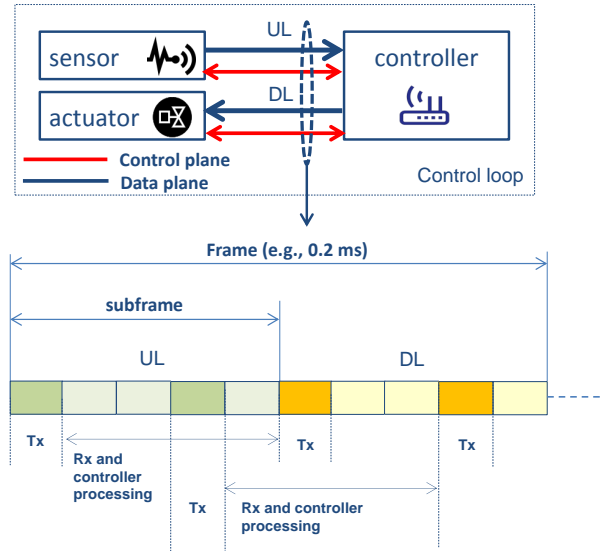 UL
sensor
controller
DL
actuator
Control plane
Data plane
Control loop
Frame (e.g., 0.2 ms)
subframe
UL
DL
Tx
Rx and
controller
processing
Tx
Tx
Tx
Rx and controller
processing